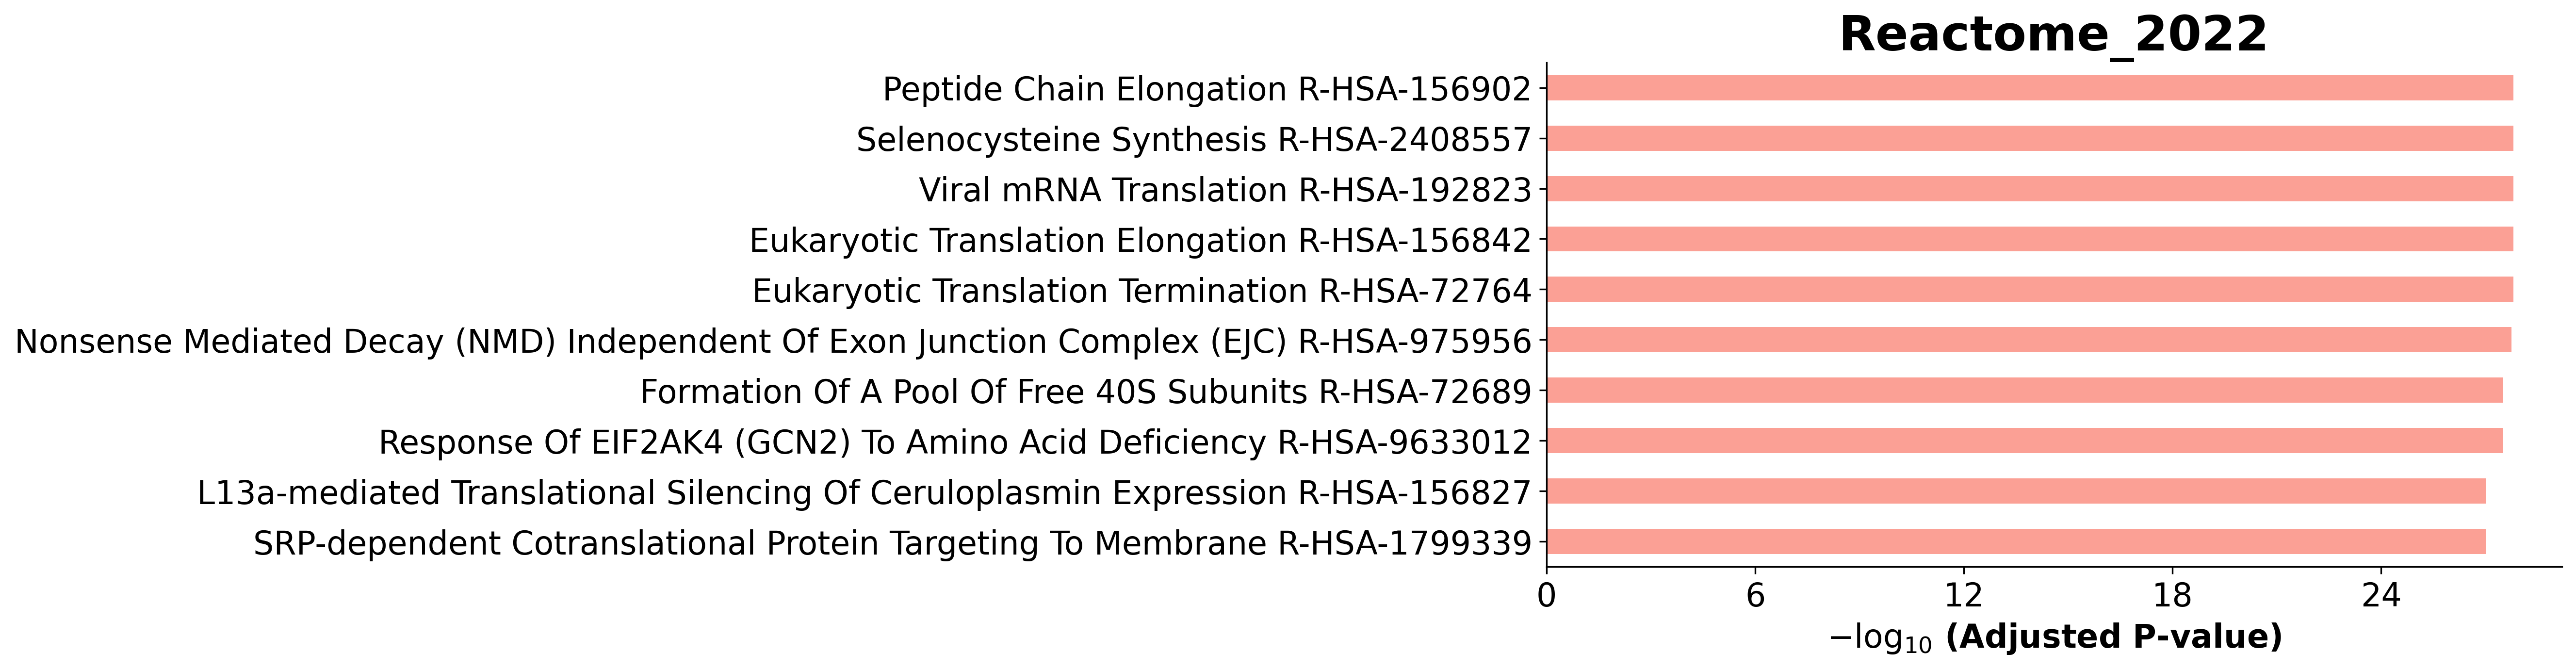 Reactome_2022
Peptide Chain Elongation R-HSA-156902
Selenocysteine Synthesis R-HSA-2408557
Viral mRNA Translation R-HSA-192823
Eukaryotic Translation Elongation R-HSA-156842
Eukaryotic Translation Termination R-HSA-72764
Nonsense Mediated Decay (NMD) Independent Of Exon Junction Complex (EJC) R-HSA-975956
Formation Of A Pool Of Free 40S Subunits R-HSA-72689
Response Of EIF2AK4 (GCN2) To Amino Acid Deficiency R-HSA-9633012
L13a-mediated Translational Silencing Of Ceruloplasmin Expression R-HSA-156827
SRP-dependent Cotranslational Protein Targeting To Membrane R-HSA-1799339
0 6 12 18 24
−log₁₀ (Adjusted P-value)